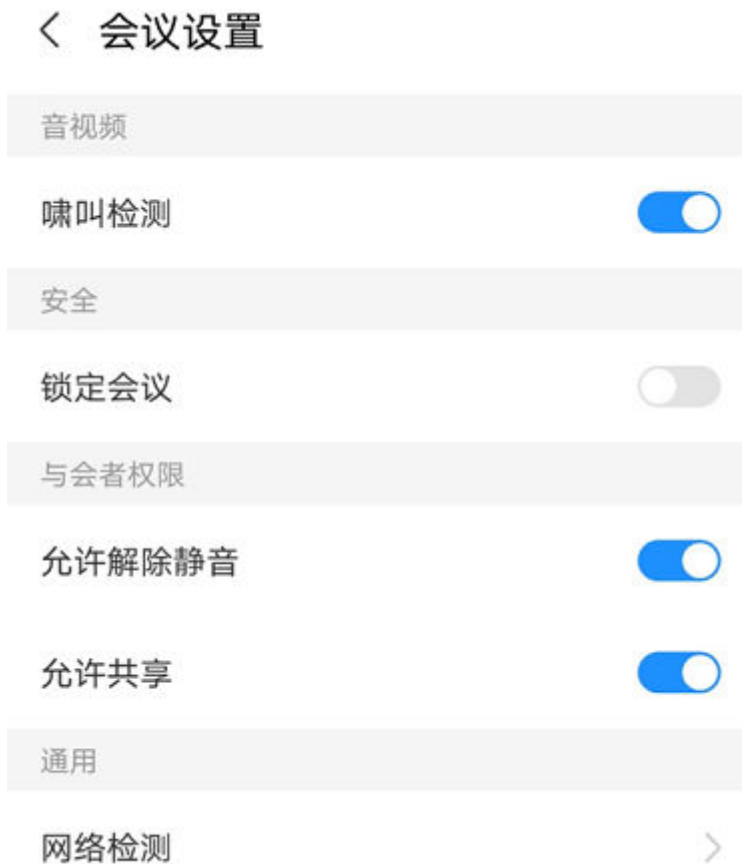 会议设置
音视频
啸叫检测
安全
锁定会议
与会者权限
允许解除静音
允许共享
通用
网络检测